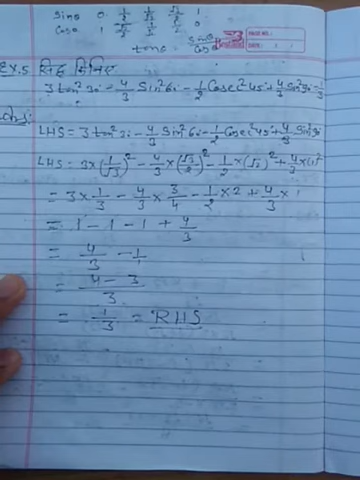 sinθ 0 1/2 1/√2 √3/2 1
Cosθ 1 √3/2 1/√2 1/2 0
tanθ = sinθ/Cosθ
PAGE NO.:
DATE:
Ex.5 सिद्ध कीजिए
3 tan²30 - 4/3 Sin²60 - 1/2 Cosec²45 + 4/3 Sin²90 = 1/3
LHS = 3 tan²30 - 4/3 Sin²60 - 1/2 Cosec²45 + 4/3 Sin²90
LHS = 3×(1/√3)² - 4/3 × (√3/2)² - 1/2 × (√2)² + 4/3 × (1)²
= 3 × 1/3 - 4/3 × 3/4 - 1/2 × 2 + 4/3 × 1
= 1 - 1 - 1 + 4/3
= 4/3 - 1/1
= 4 - 3/3
= 1/3 = RHS